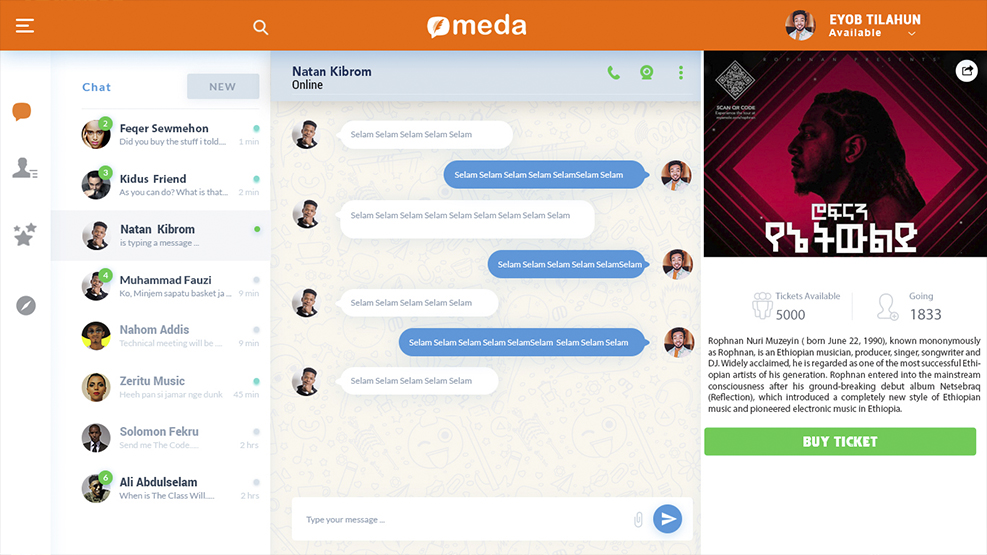 meda
EYOB TILAHUN
Available
Chat
NEW
2
Feqer Sewmehon
Did you buy the stuff i told....
1 min
3
Kidus Friend
As you can do? What is that...
2 min
Natan Kibrom
is typing a message ...
4
Muhammad Fauzi
Ko, Minjem sapatu basket ja ...
9 min
Nahom Addis
Technical meeting will be ....
9 min
Zeritu Music
Heeh pan si jamar nge durik
45 min
Solomon Fekru
Send me The Code....
2 hrs
6
Ali Abdulselam
When is The Class Will.....
2 hrs
Natan Kibrom
Online
Selam Selam Selam Selam Selam
Selam Selam Selam Selam SelamSelam Selam
Selam Selam Selam Selam Selam Selam Selam Selam Selam
Selam Selam Selam Selam SelamSelam
Selam Selam Selam Selam Selam
Selam Selam Selam Selam SelamSelam Selam Selam Selam
Selam Selam Selam Selam Selam
Type your message ...
ROPHNAN PRESENTS
SCAN QR CODE
ሮፍናን
የኔ ትውልድ
Tickets Available
5000
Going
1833
Rophnan Nuri Muzeyin ( born June 22, 1990), known mononymously
as Rophnan, is an Ethiopian musician, producer, singer, songwriter and
DJ. Widely acclaimed, he is regarded as one of the most successful Ethi-
opian artists of his generation. Rophnan entered into the mainstream
consciousness after his ground-breaking debut album Netsebraq
(Reflection), which introduced a completely new style of Ethiopian
music and pioneered electronic music in Ethiopia.
BUY TICKET